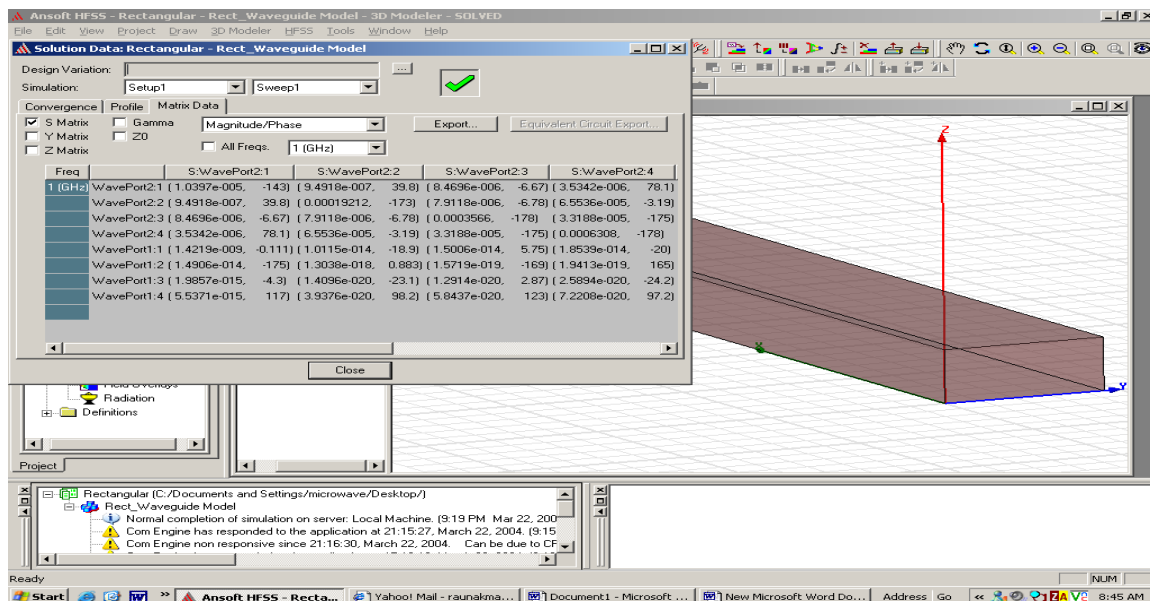 Ansoft HFSS - Rectangular - Rect_Waveguide Model - 3D Modeler - SOLVED
File Edit View Project Draw 3D Modeler HFSS Tools Window Help
Solution Data: Rectangular - Rect_Waveguide Model
Design Variation: ...
Simulation: Setup1 Sweep1
Convergence Profile Matrix Data
S Matrix Gamma Magnitude/Phase Export... Equivalent Circuit Export...
Y Matrix Z0
Z Matrix All Freqs. 1 (GHz)
Freq S:WavePort2:1 S:WavePort2:2 S:WavePort2:3 S:WavePort2:4
1 (GHz) WavePort2:1 ( 1.0397e-005, -143) ( 9.4918e-007, 39.8) ( 8.4696e-006, -6.67) ( 3.5342e-006, 78.1)
WavePort2:2 ( 9.4918e-007, 39.8) ( 0.00019212, -173) ( 7.9118e-006, -6.78) ( 6.5536e-005, -3.19)
WavePort2:3 ( 8.4696e-006, -6.67) ( 7.9118e-006, -6.78) ( 0.0003566, -178) ( 3.3188e-005, -175)
WavePort2:4 ( 3.5342e-006, 78.1) ( 6.5536e-005, -3.19) ( 3.3188e-005, -175) ( 0.0006308, -178)
WavePort1:1 ( 1.4219e-009, -0.111) ( 1.0115e-014, -18.9) ( 1.5006e-014, 5.75) ( 1.8539e-014, -20)
WavePort1:2 ( 1.4906e-014, -175) ( 1.3038e-018, 0.883) ( 1.5719e-019, -169) ( 1.9413e-019, 165)
WavePort1:3 ( 1.9857e-015, -4.3) ( 1.4096e-020, -23.1) ( 1.2914e-020, 2.87) ( 2.5894e-020, -24.2)
WavePort1:4 ( 5.5371e-015, 117) ( 3.9376e-020, 98.2) ( 5.8437e-020, 123) ( 7.2208e-020, 97.2)
Close
Z
Y
Field Overlays
Radiation
Definitions
Project
Rectangular (C:/Documents and Settings/microwave/Desktop/)
Rect_Waveguide Model
Normal completion of simulation on server: Local Machine. (9:19 PM Mar 22, 200
Com Engine has responded to the application at 21:15:27, March 22, 2004. (9:15
Com Engine non responsive since 21:16:30, March 22, 2004. Can be due to CF
Ready NUM
Start Ansoft HFSS - Recta... Yahoo! Mail - raunakma... Document1 - Microsoft ... New Microsoft Word Do... Address Go 8:45 AM